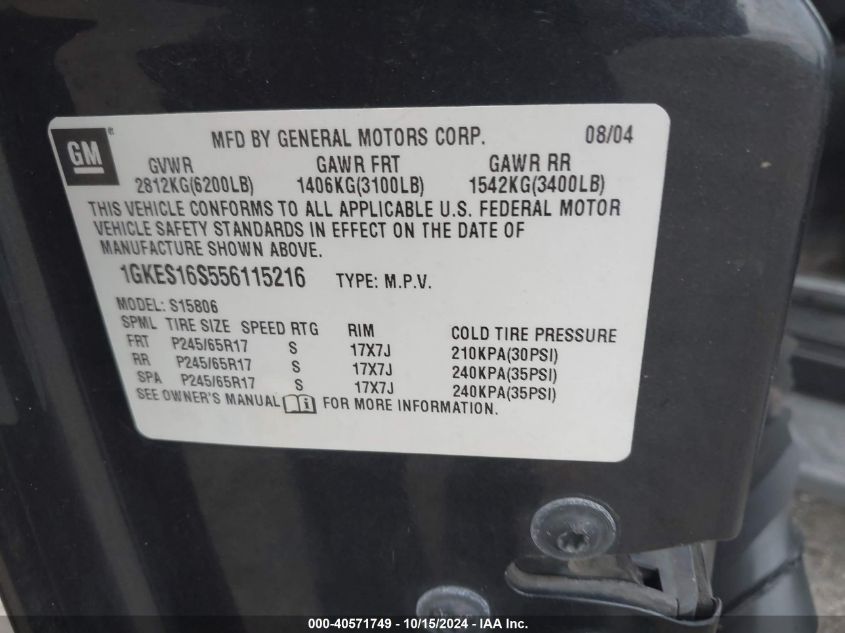 GM ®
MFD BY GENERAL MOTORS CORP. 08/04
GVWR GAWR FRT GAWR RR
2812KG(6200LB) 1406KG(3100LB) 1542KG(3400LB)
THIS VEHICLE CONFORMS TO ALL APPLICABLE U.S. FEDERAL MOTOR
VEHICLE SAFETY STANDARDS IN EFFECT ON THE DATE OF
MANUFACTURE SHOWN ABOVE.
1GKES16S556115216 TYPE: M.P.V.
MODEL: S15806
SPML TIRE SIZE SPEED RTG RIM COLD TIRE PRESSURE
FRT P245/65R17 S 17X7J 210KPA(30PSI)
RR P245/65R17 S 17X7J 240KPA(35PSI)
SPA P245/65R17 S 17X7J 240KPA(35PSI)
SEE OWNER'S MANUAL i FOR MORE INFORMATION.
000-40571749 - 10/15/2024 - IAA Inc.